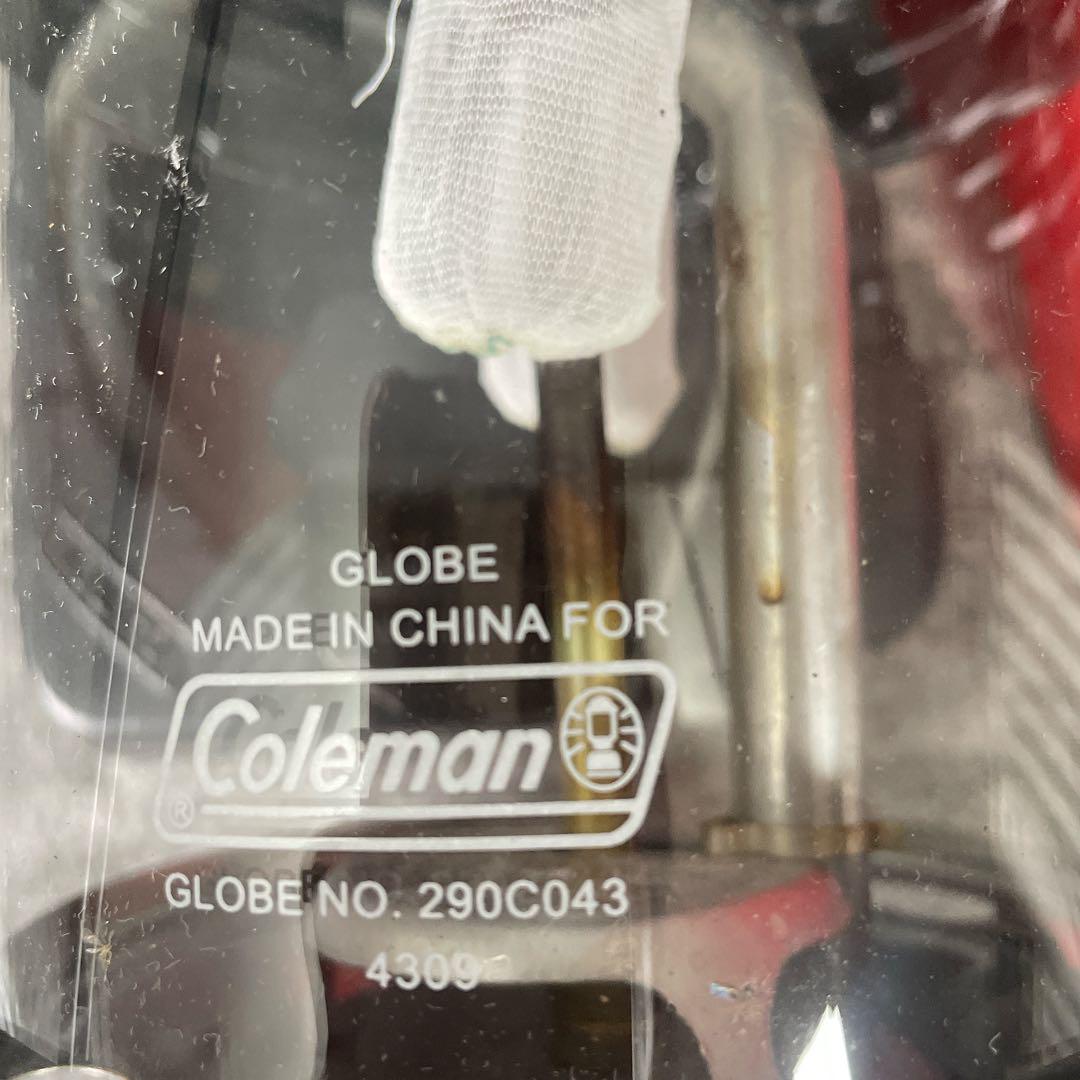 GLOBE
MADE IN CHINA FOR
Coleman
®
GLOBE NO. 290C043
4309